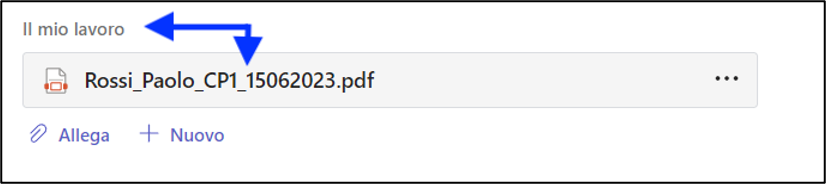 Il mio lavoro
Rossi_Paolo_CP1_15062023.pdf
Allega
Nuovo